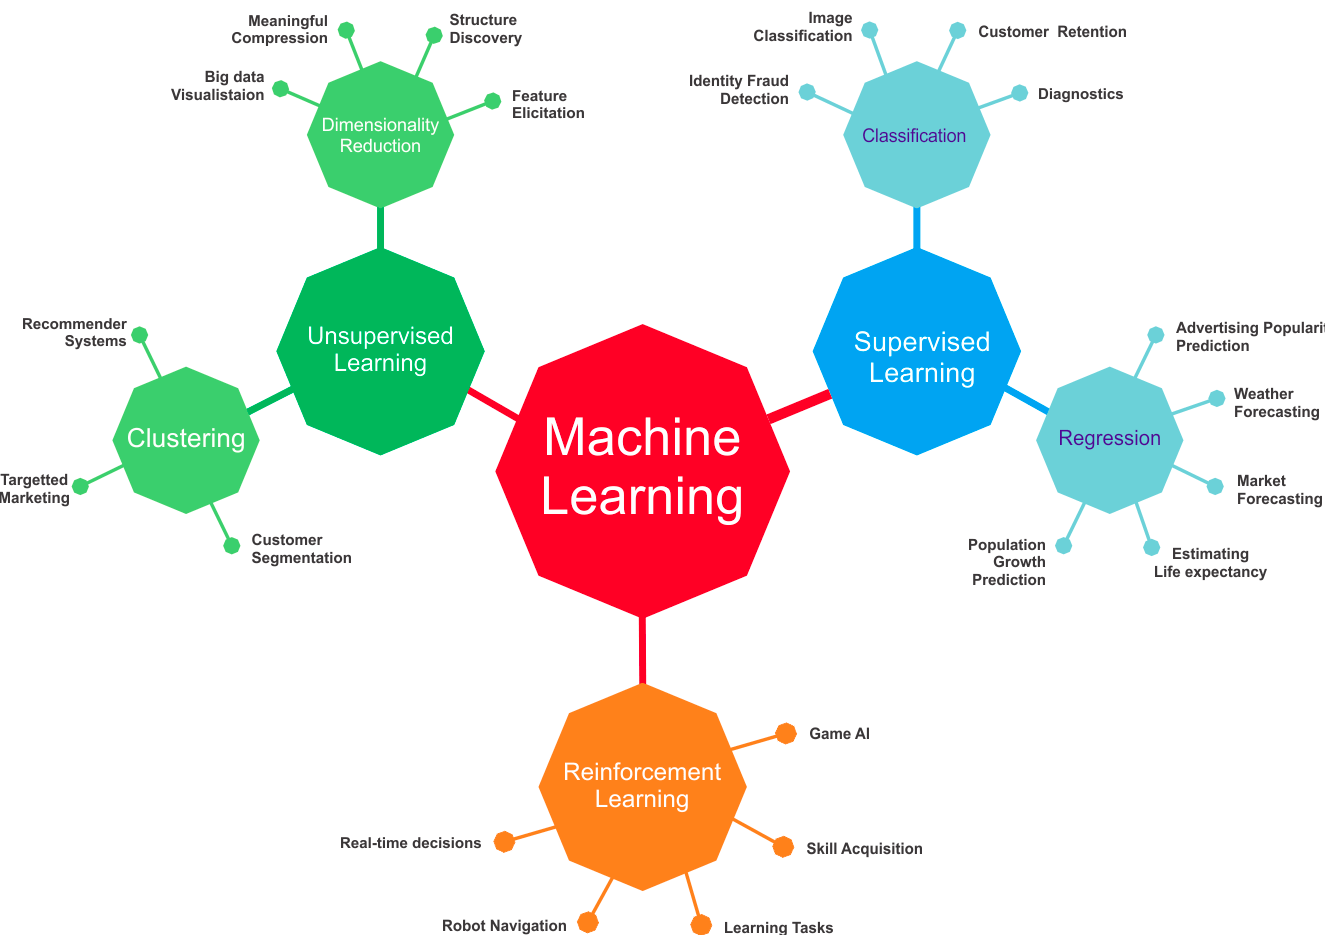 Meaningful
Compression
Structure
Discovery
Big data
Visualistaion
Feature
Elicitation
Dimensionality
Reduction
Image
Classification
Customer  Retention
Identity Fraud
Detection
Diagnostics
Classification
Unsupervised
Learning
Supervised
Learning
Recommender
Systems
Clustering
Targetted
Marketing
Customer
Segmentation
Machine
Learning
Advertising Popularit
Prediction
Weather
Forecasting
Regression
Market
Forecasting
Population
Growth
Prediction
Estimating
Life expectancy
Reinforcement
Learning
Game AI
Real-time decisions
Skill Acquisition
Robot Navigation
Learning Tasks